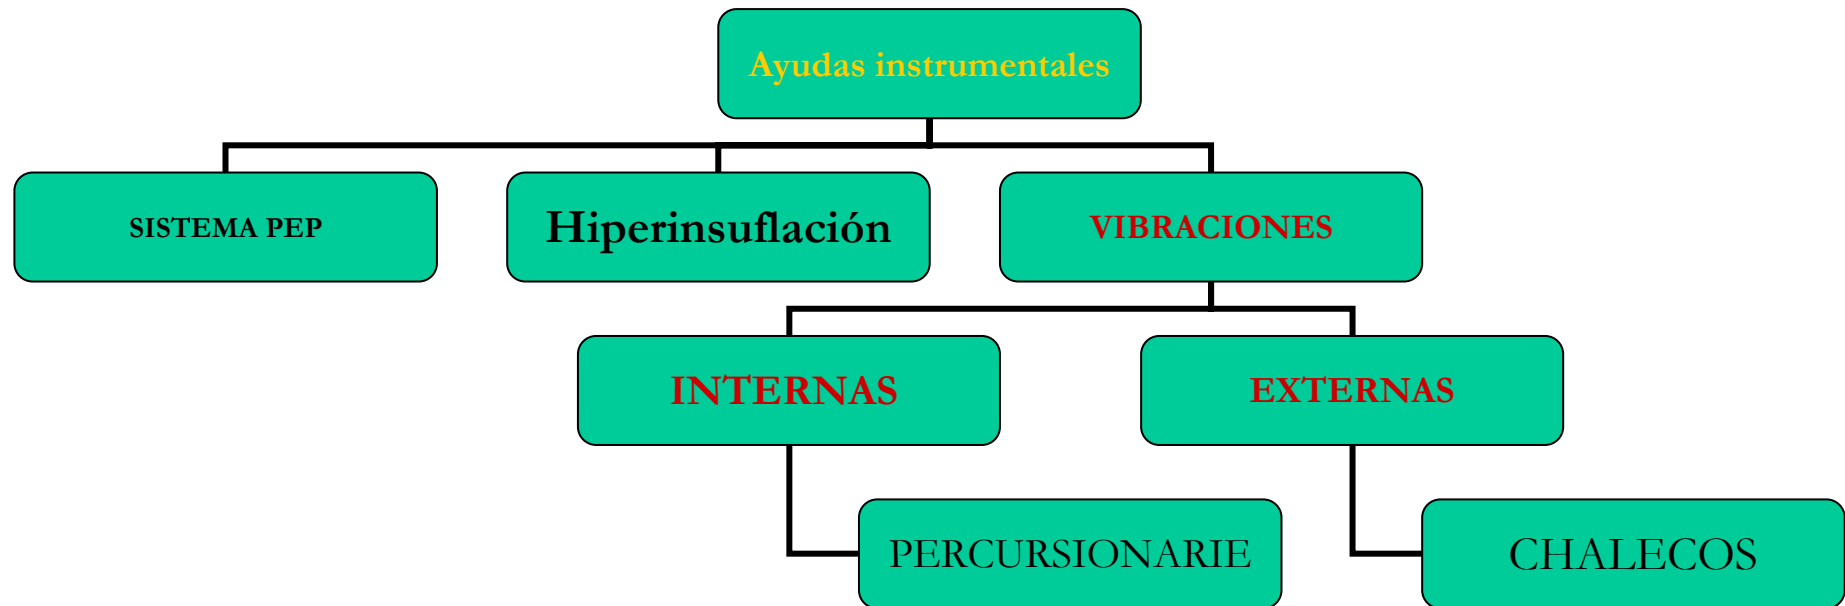 Ayudas instrumentales
SISTEMA PEP
Hiperinsuflación
VIBRACIONES
INTERNAS
EXTERNAS
PERCURSIONARIE
CHALECOS